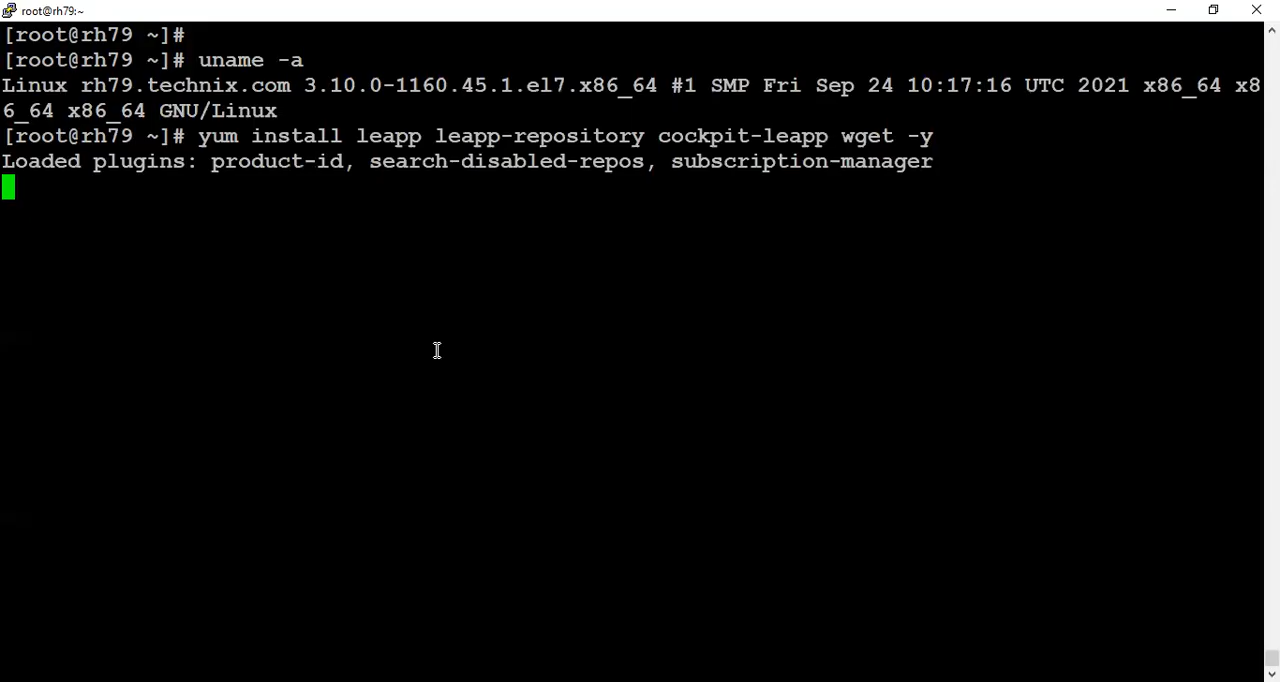 root@rh79:~
[root@rh79 ~]#
[root@rh79 ~]# uname -a
Linux rh79.technix.com 3.10.0-1160.45.1.el7.x86_64 #1 SMP Fri Sep 24 10:17:16 UTC 2021 x86_64 x8
6_64 x86_64 GNU/Linux
[root@rh79 ~]# yum install leapp leapp-repository cockpit-leapp wget -y
Loaded plugins: product-id, search-disabled-repos, subscription-manager